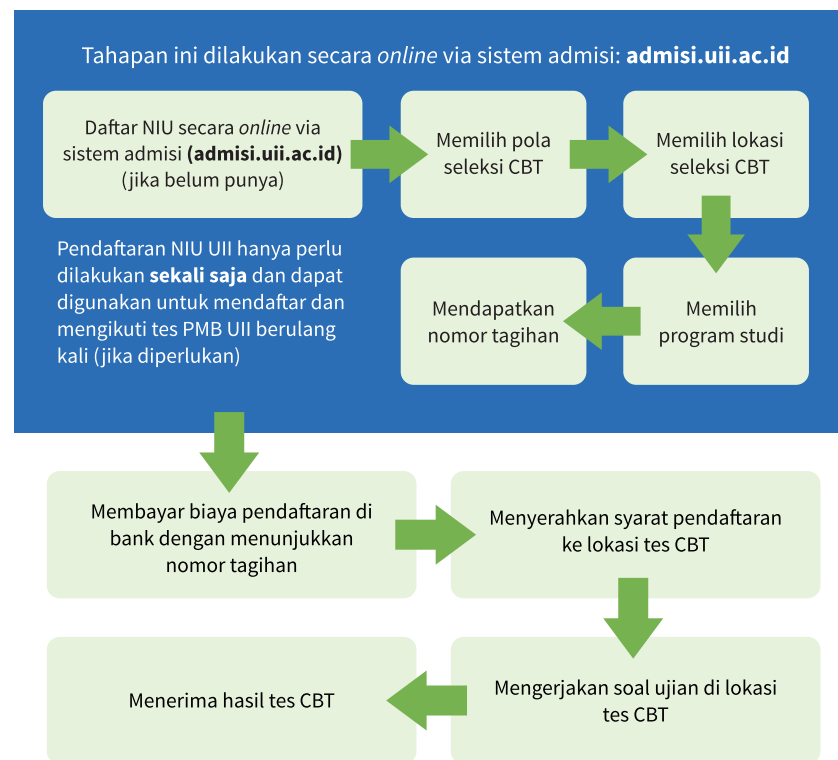 Tahapan ini dilakukan secara online via sistem admisi: admisi.uii.ac.id
Daftar NIU secara online via
sistem admisi (admisi.uii.ac.id)
(jika belum punya)
Memilih pola
seleksi CBT
Memilih lokasi
seleksi CBT
Pendaftaran NIU UII hanya perlu
dilakukan sekali saja dan dapat
digunakan untuk mendaftar dan
mengikuti tes PMB UII berulang
kali (jika diperlukan)
Memilih
program studi
Mendapatkan
nomor tagihan
Membayar biaya pendaftaran di
bank dengan menunjukkan
nomor tagihan
Menyerahkan syarat pendaftaran
ke lokasi tes CBT
Mengerjakan soal ujian di lokasi
tes CBT
Menerima hasil tes CBT